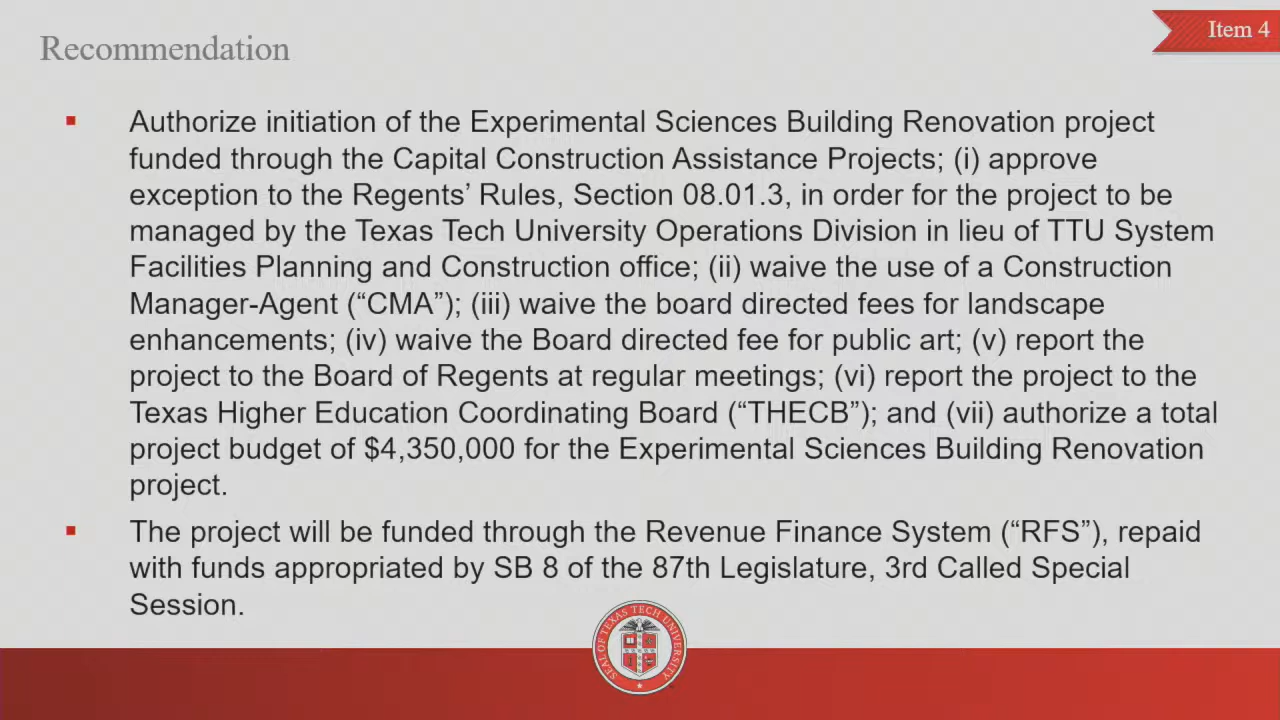 Item 4
Recommendation
Authorize initiation of the Experimental Sciences Building Renovation project
funded through the Capital Construction Assistance Projects; (i) approve
exception to the Regents’ Rules, Section 08.01.3, in order for the project to be
managed by the Texas Tech University Operations Division in lieu of TTU System
Facilities Planning and Construction office; (ii) waive the use of a Construction
Manager-Agent (“CMA”); (iii) waive the board directed fees for landscape
enhancements; (iv) waive the Board directed fee for public art; (v) report the
project to the Board of Regents at regular meetings; (vi) report the project to the
Texas Higher Education Coordinating Board (“THECB”); and (vii) authorize a total
project budget of $4,350,000 for the Experimental Sciences Building Renovation
project.
The project will be funded through the Revenue Finance System (“RFS”), repaid
with funds appropriated by SB 8 of the 87th Legislature, 3rd Called Special
Session.
SEAL OF TEXAS TECH UNIVERSITY